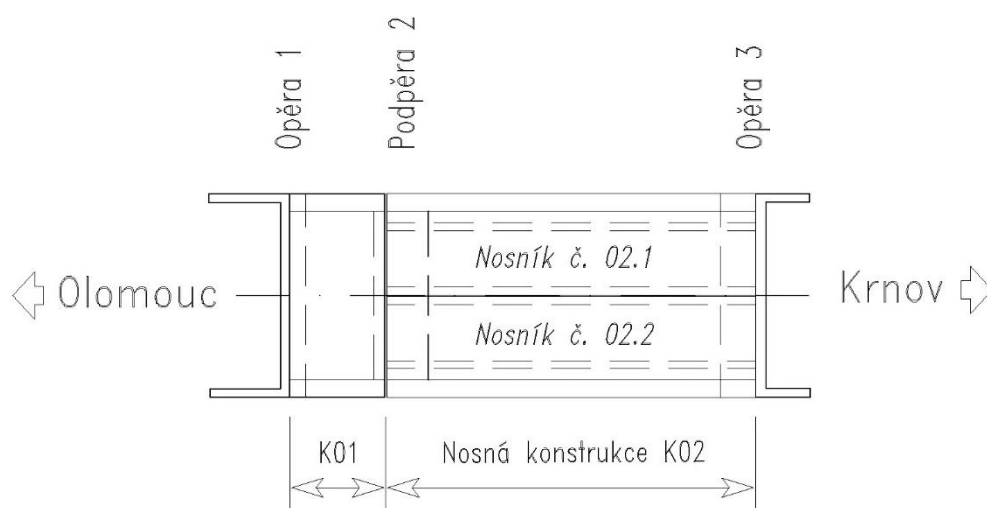 Opěra 1
Podpěra 2
Opěra 3
Nosník č. 02.1
Olomouc
Krnov
Nosník č. 02.2
K01
Nosná konstrukce K02